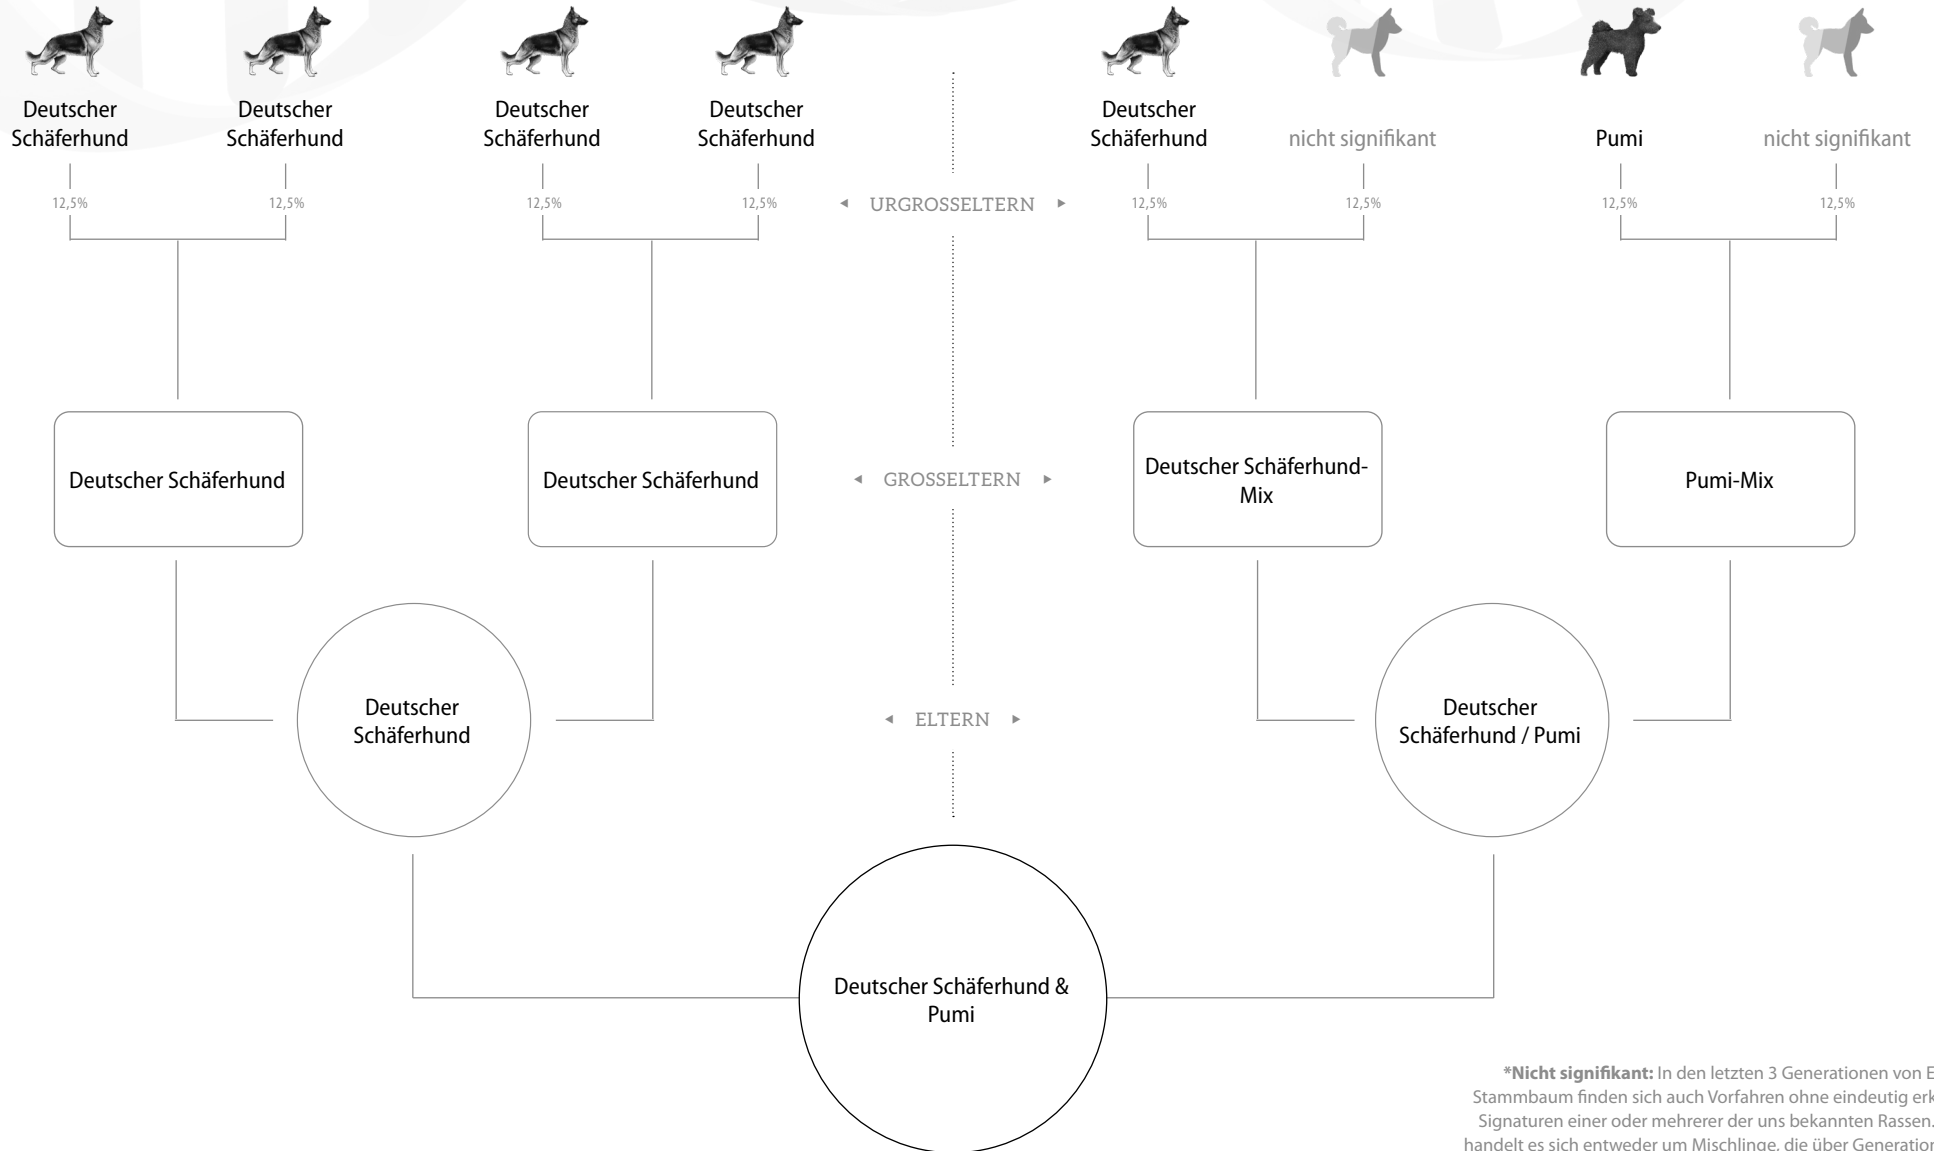 Deutscher
Schäferhund
Deutscher
Schäferhund
Deutscher
Schäferhund
Deutscher
Schäferhund
Deutscher
Schäferhund
nicht signifikant
Pumi
nicht signifikant
12,5%
12,5%
12,5%
12,5%
◄ URGROSSELTERN ►
12,5%
12,5%
12,5%
12,5%
Deutscher Schäferhund
Deutscher Schäferhund
◄ GROSSELTERN ►
Deutscher Schäferhund-
Mix
Pumi-Mix
Deutscher
Schäferhund
◄ ELTERN ►
Deutscher
Schäferhund / Pumi
Deutscher Schäferhund &
Pumi
*Nicht signifikant: In den letzten 3 Generationen von E
Stammbaum finden sich auch Vorfahren ohne eindeutig erk
Signaturen einer oder mehrerer der uns bekannten Rassen.
handelt es sich entweder um Mischlinge, die über Generation